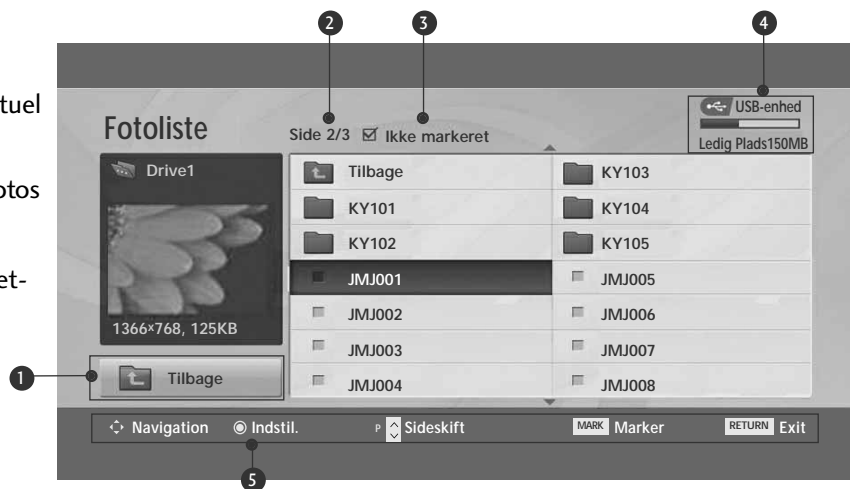 2
3
4
tuel
otos
et-
USB-enhed
Ledig Plads150MB
Fotoliste
Side 2/3 Ikke markeret
Drive1
1366×768, 125KB
Tilbage
KY101
KY102
JMJ001
JMJ002
JMJ003
JMJ004
KY103
KY104
KY105
JMJ005
JMJ006
JMJ007
JMJ008
1
Tilbage
Navigation
Indstil.
P Sideskift
MARK Marker
RETURN Exit
5